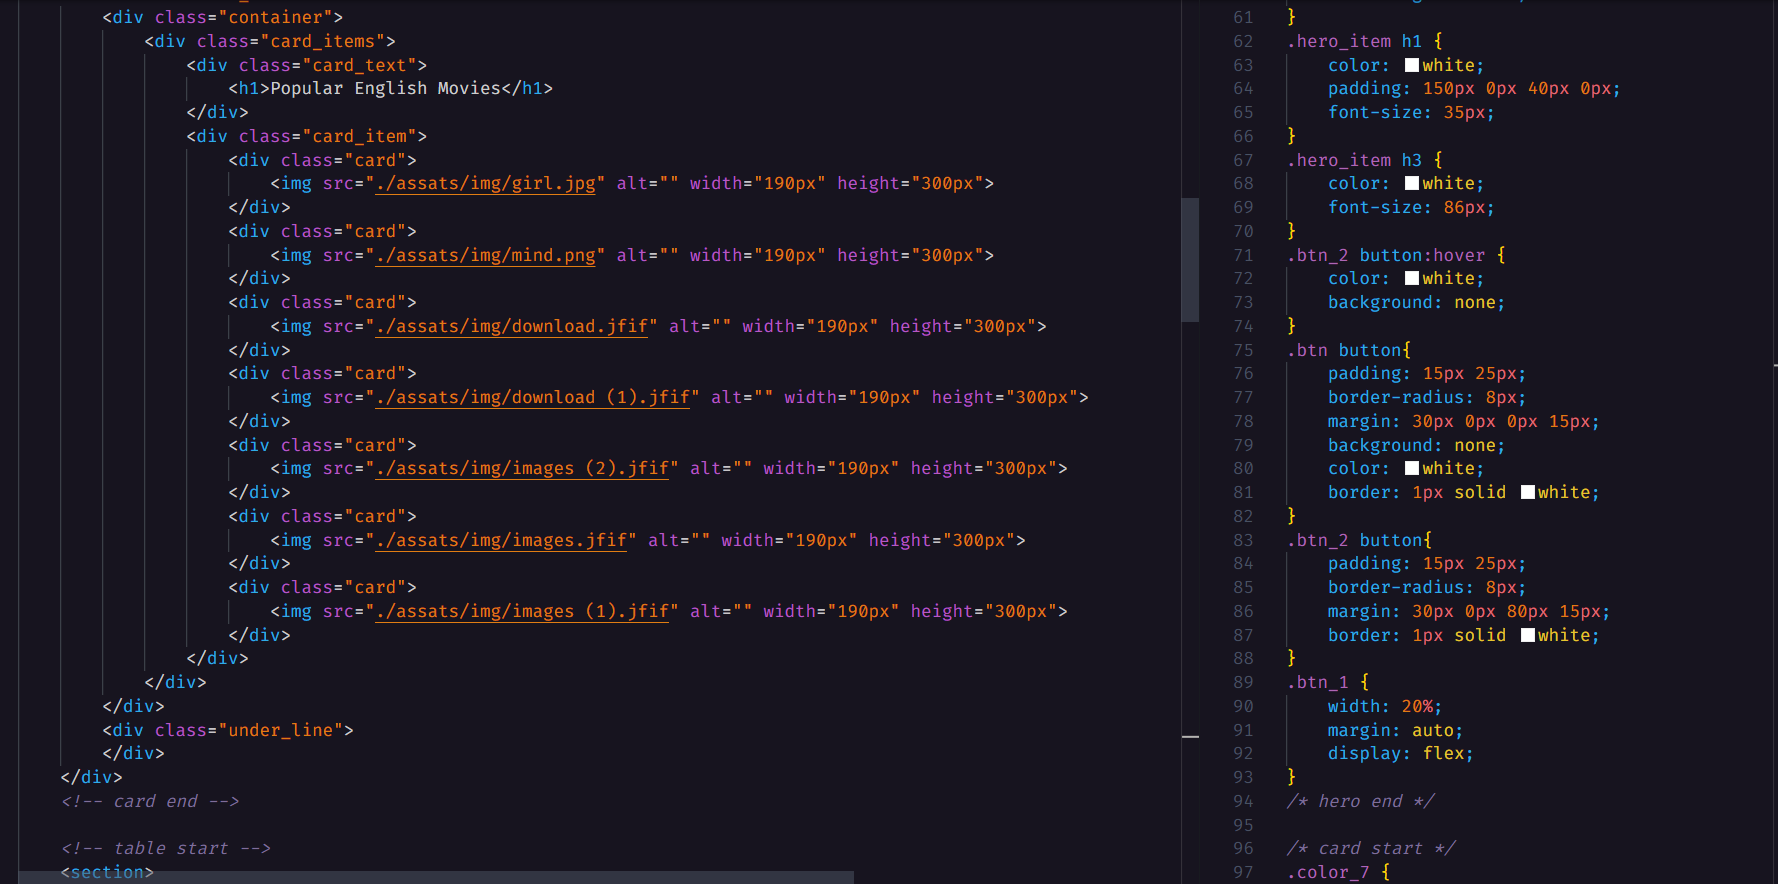 <div class="container">
<div class="card_items">
<div class="card_text">
<h1>Popular English Movies</h1>
</div>
<div class="card_item">
<div class="card">
<img src="./assats/img/girl.jpg" alt="" width="190px" height="300px">
</div>
<div class="card">
<img src="./assats/img/mind.png" alt="" width="190px" height="300px">
</div>
<div class="card">
<img src="./assats/img/download.jfif" alt="" width="190px" height="300px">
</div>
<div class="card">
<img src="./assats/img/download (1).jfif" alt="" width="190px" height="300px">
</div>
<div class="card">
<img src="./assats/img/images (2).jfif" alt="" width="190px" height="300px">
</div>
<div class="card">
<img src="./assats/img/images.jfif" alt="" width="190px" height="300px">
</div>
<div class="card">
<img src="./assats/img/images (1).jfif" alt="" width="190px" height="300px">
</div>
</div>
</div>
</div>
<div class="under_line">
</div>
</div>
<!-- card end -->
<!-- table start -->
<section>
61 }
62 .hero_item h1 {
63 color: white;
64 padding: 150px 0px 40px 0px;
65 font-size: 35px;
66 }
67 .hero_item h3 {
68 color: white;
69 font-size: 86px;
70 }
71 .btn_2 button:hover {
72 color: white;
73 background: none;
74 }
75 .btn button{
76 padding: 15px 25px;
77 border-radius: 8px;
78 margin: 30px 0px 0px 15px;
79 background: none;
80 color: white;
81 border: 1px solid white;
82 }
83 .btn_2 button{
84 padding: 15px 25px;
85 border-radius: 8px;
86 margin: 30px 0px 80px 15px;
87 border: 1px solid white;
88 }
89 .btn_1 {
90 width: 20%;
91 margin: auto;
92 display: flex;
93 }
94 /* hero end */
95
96 /* card start */
97 .color_7 {